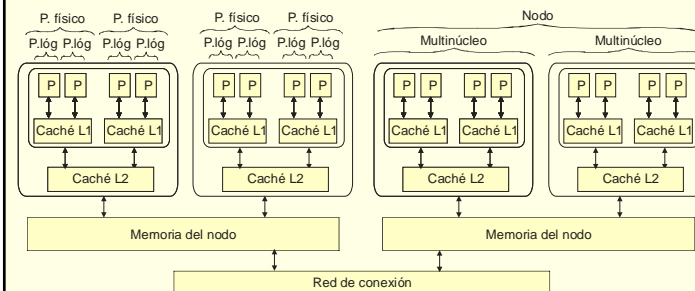 P. físico P. físico P. físico P. físico Nodo
P.lóg P.lóg P.lóg P.lóg P.lóg P.lóg P.lóg P.lóg Multinúcleo Multinúcleo
P P P P P P P P P P P P P P P P
Caché L1 Caché L1 Caché L1 Caché L1 Caché L1 Caché L1 Caché L1 Caché L1
Caché L2 Caché L2 Caché L2 Caché L2
Memoria del nodo Memoria del nodo
Red de conexión